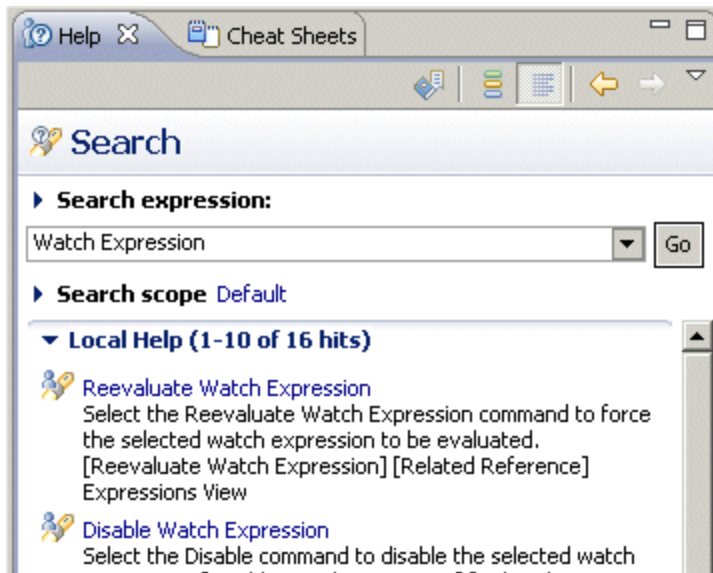 Help Cheat Sheets
Search
Search expression:
Watch Expression Go
Search scope Default
Local Help (1-10 of 16 hits)
Reevaluate Watch Expression
Select the Reevaluate Watch Expression command to force
the selected watch expression to be evaluated.
[Reevaluate Watch Expression] [Related Reference]
Expressions View
Disable Watch Expression
Select the Disable command to disable the selected watch